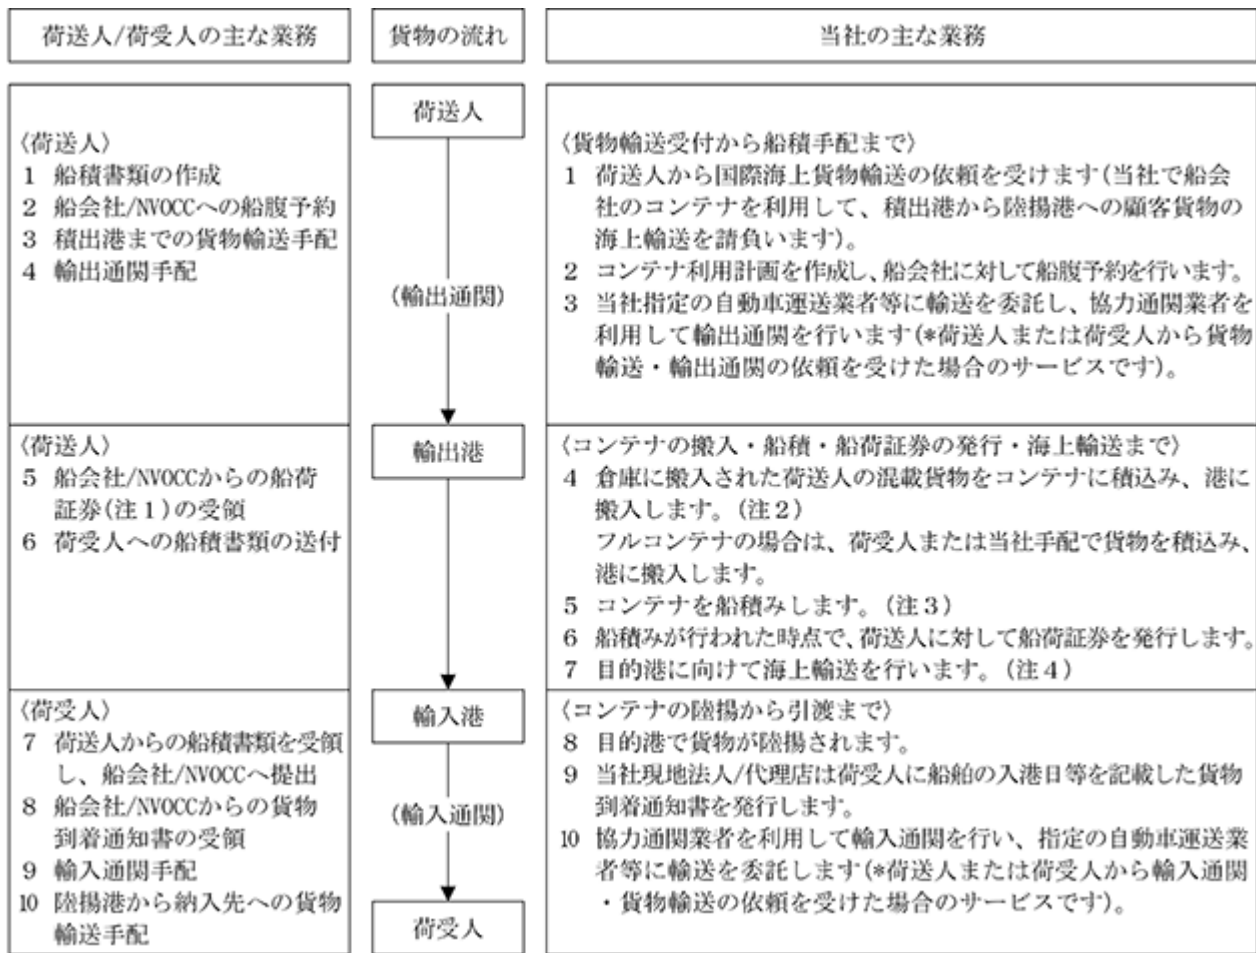 荷送人/荷受人の主な業務
貨物の流れ
当社の主な業務
〈荷送人〉
1 船積書類の作成
2 船会社/NVOCCへの船腹予約
3 積出港までの貨物輸送手配
4 輸出通関手配
荷送人
(輸出通関)
〈貨物輸送受付から船積手配まで〉
1 荷送人から国際海上貨物輸送の依頼を受けます(当社で船会
社のコンテナを利用して、積出港から陸揚港への顧客貨物の
海上輸送を請負います)。
2 コンテナ利用計画を作成し、船会社に対して船腹予約を行います。
3 当社指定の自動車運送業者等に輸送を委託し、協力通関業者を
利用して輸出通関を行います(*荷送人または荷受人から貨物
輸送・輸出通関の依頼を受けた場合のサービスです)。
〈荷送人〉
5 船会社/NVOCCからの船荷
証券(注1)の受領
6 荷受人への船積書類の送付
輸出港
〈コンテナの搬入・船積・船荷証券の発行・海上輸送まで〉
4 倉庫に搬入された荷送人の混載貨物をコンテナに積込み、港に
搬入します。(注2)
フルコンテナの場合は、荷受人または当社手配で貨物を積込み、
港に搬入します。
5 コンテナを船積みします。(注3)
6 船積みが行われた時点で、荷送人に対して船荷証券を発行します。
7 目的港に向けて海上輸送を行います。(注4)
〈荷受人〉
7 荷送人からの船積書類を受領
し、船会社/NVOCCへ提出
8 船会社/NVOCCからの貨物
到着通知書の受領
9 輸入通関手配
10 陸揚港から納入先への貨物
輸送手配
輸入港
(輸入通関)
荷受人
〈コンテナの陸揚から引渡まで〉
8 目的港で貨物が陸揚されます。
9 当社現地法人/代理店は荷受人に船舶の入港日等を記載した貨物
到着通知書を発行します。
10 協力通関業者を利用して輸入通関を行い、指定の自動車運送業
者等に輸送を委託します(*荷送人または荷受人から輸入通関
・貨物輸送の依頼を受けた場合のサービスです)。